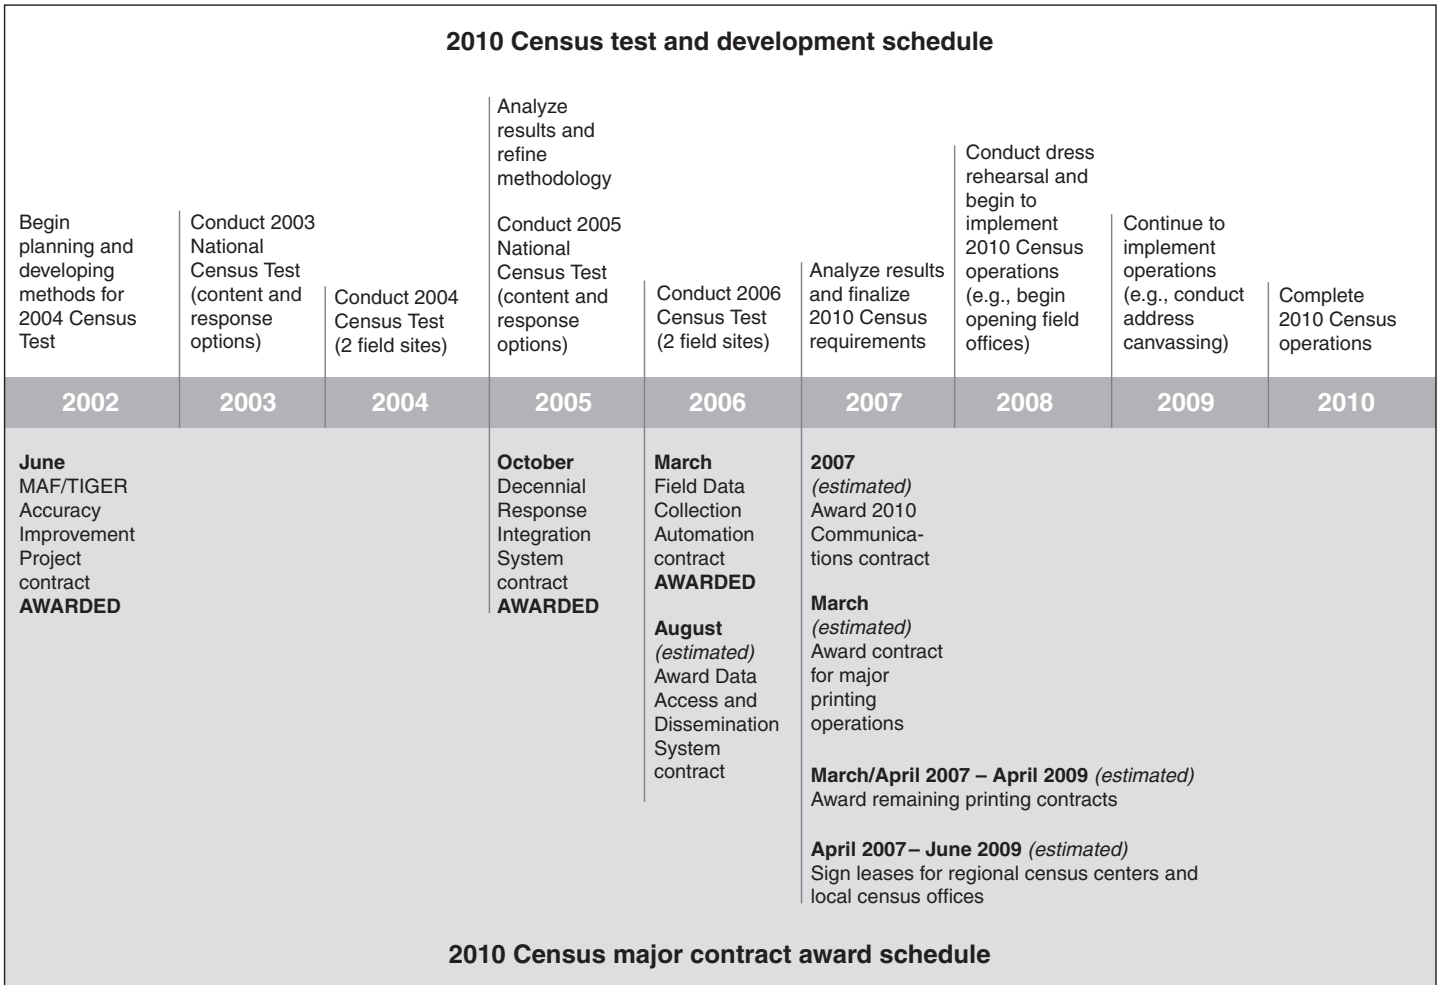 2010 Census test and development schedule
Begin
planning and
developing
methods for
2004 Census
Test
Conduct 2003
National
Census Test
(content and
response
options)
Conduct 2004
Census Test
(2 field sites)
Analyze
results and
refine
methodology
Conduct 2005
National
Census Test
(content and
response
options)
Conduct 2006
Census Test
(2 field sites)
Analyze results
and finalize
2010 Census
requirements
Conduct dress
rehearsal and
begin to
implement
2010 Census
operations
(e.g., begin
opening field
offices)
Continue to
implement
operations
(e.g., conduct
address
canvassing)
Complete
2010 Census
operations
2002 2003 2004 2005 2006 2007 2008 2009 2010
June
MAF/TIGER
Accuracy
Improvement
Project
contract
AWARDED
October
Decennial
Response
Integration
System
contract
AWARDED
March
Field Data
Collection
Automation
contract
AWARDED
August
(estimated)
Award Data
Access and
Dissemination
System
contract
2007
(estimated)
Award 2010
Communica-
tions contract
March
(estimated)
Award contract
for major
printing
operations
March/April 2007 – April 2009 (estimated)
Award remaining printing contracts
April 2007 – June 2009 (estimated)
Sign leases for regional census centers and
local census offices
2010 Census major contract award schedule